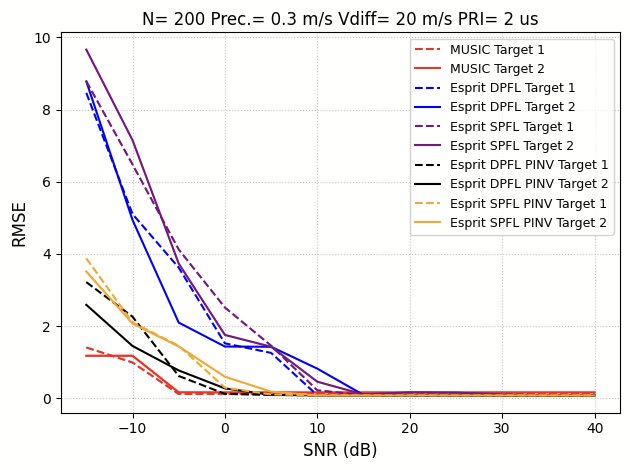 N= 200 Prec.= 0.3 m/s Vdiff= 20 m/s PRI= 2 us
10
8
6
4
2
0
RMSE
MUSIC Target 1
MUSIC Target 2
Esprit DPFL Target 1
Esprit DPFL Target 2
Esprit SPFL Target 1
Esprit SPFL Target 2
Esprit DPFL PINV Target 1
Esprit DPFL PINV Target 2
Esprit SPFL PINV Target 1
Esprit SPFL PINV Target 2
−10 0 10 20 30 40
SNR (dB)